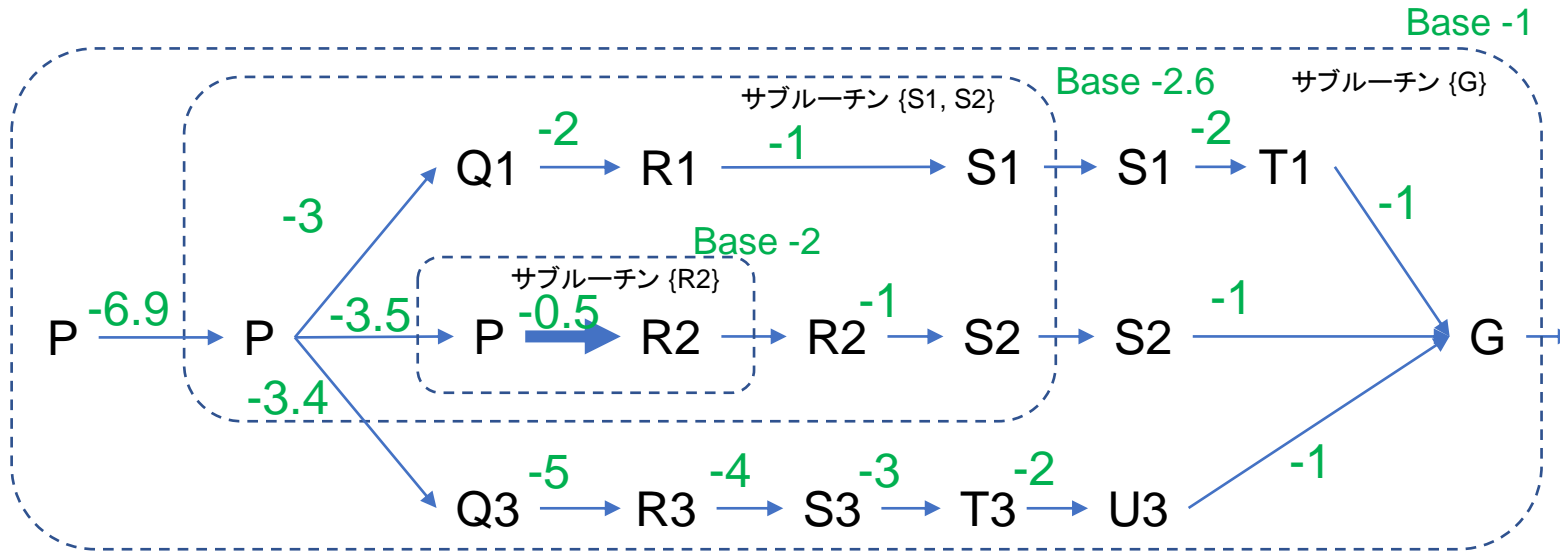 Base -1
サブルーチン {S1, S2}
Base -2.6
サブルーチン {G}
-2
-1
-2
Q1
R1
S1
S1
T1
-3
-1
Base -2
サブルーチン {R2}
-6.9
-3.5
-0.5
-1
-1
P
P
P
R2
R2
S2
S2
G
-3.4
-5
-4
-3
-2
-1
Q3
R3
S3
T3
U3